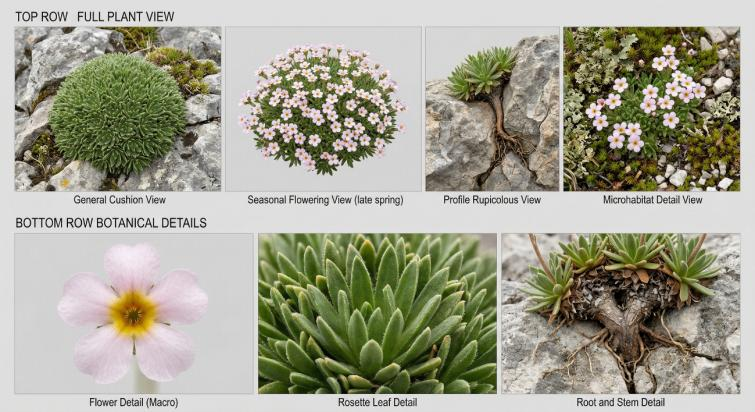 TOP ROW FULL PLANT VIEW
General Cushion View
Seasonal Flowering View (late spring)
Profile Rupicolous View
Microhabitat Detail View
BOTTOM ROW BOTANICAL DETAILS
Flower Detail (Macro)
Rosette Leaf Detail
Root and Stem Detail